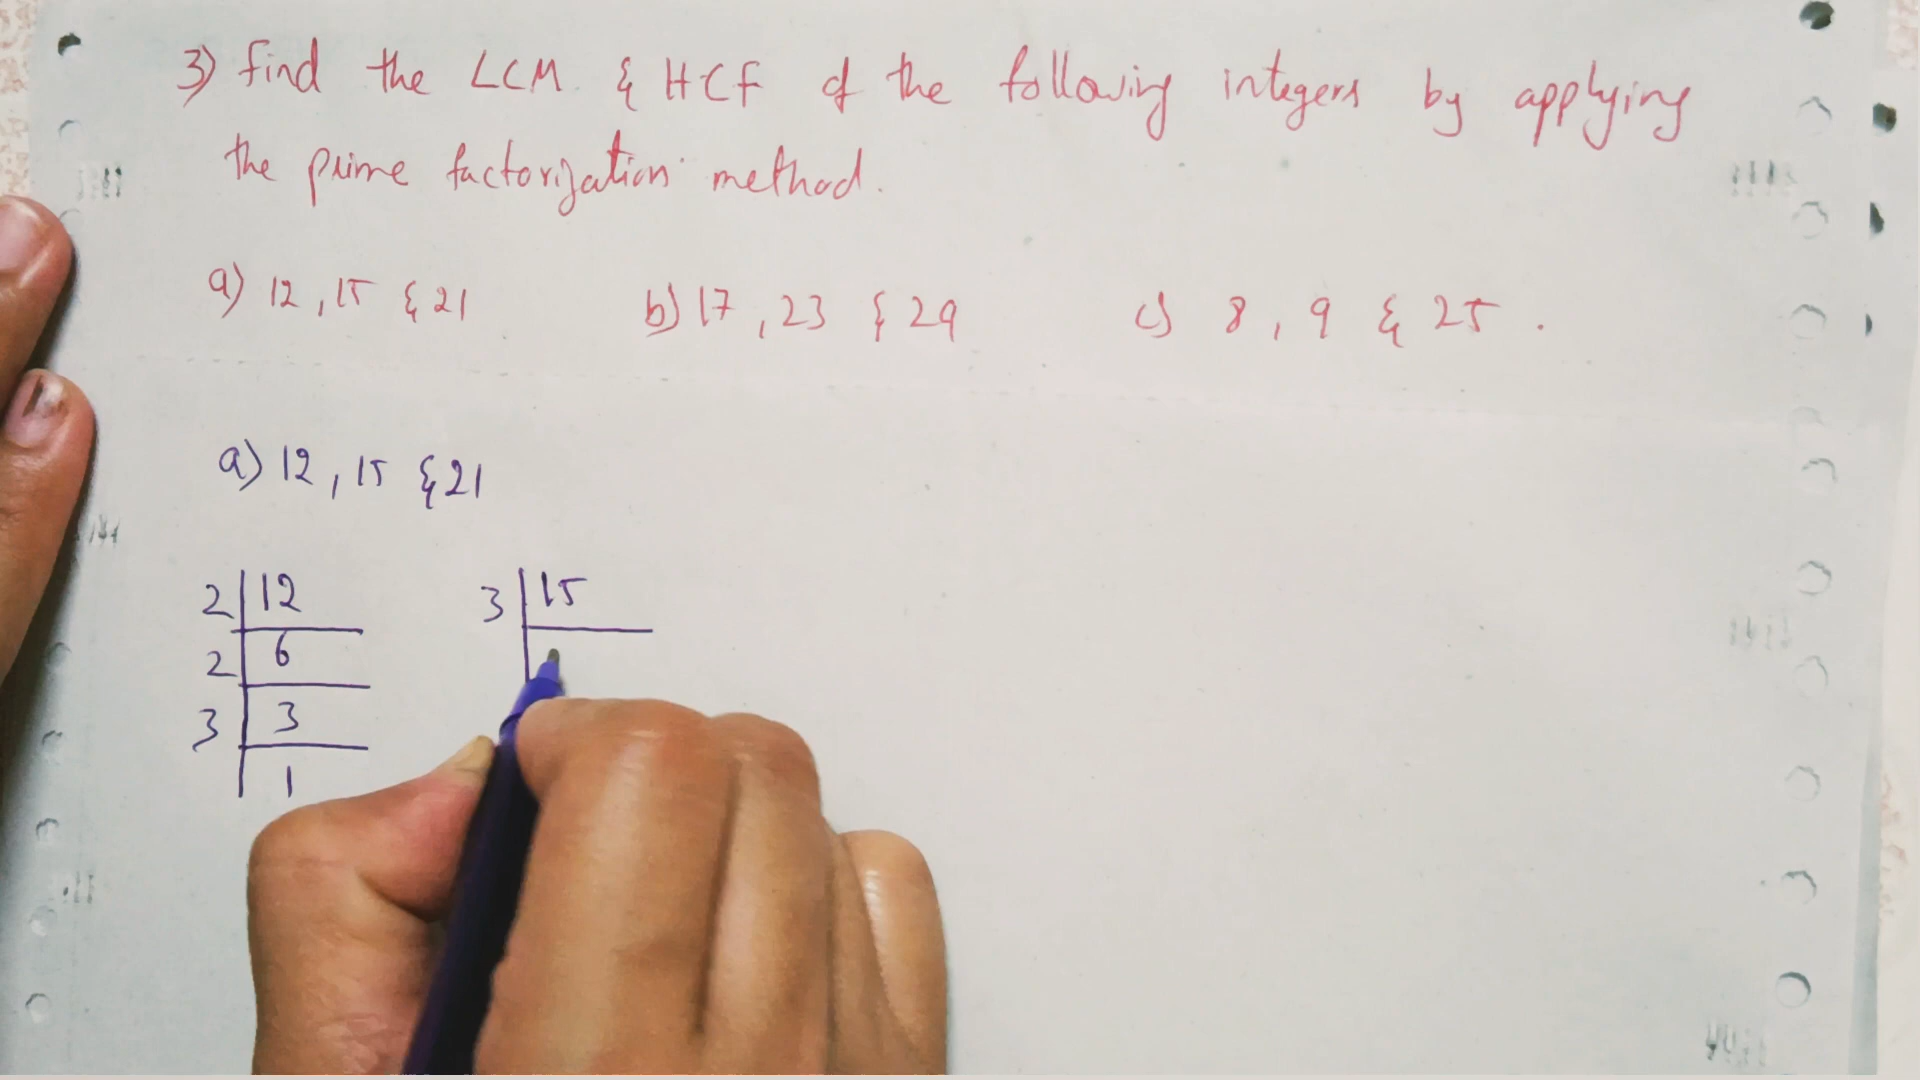 3) find the LCM & HCF of the following integers by applying
the prime factorization method.
a) 12, 15 & 21 b) 17, 23 & 29 c) 8, 9 & 25.
a) 12, 15 & 21
2 12 3 15
2 6
3 3
1